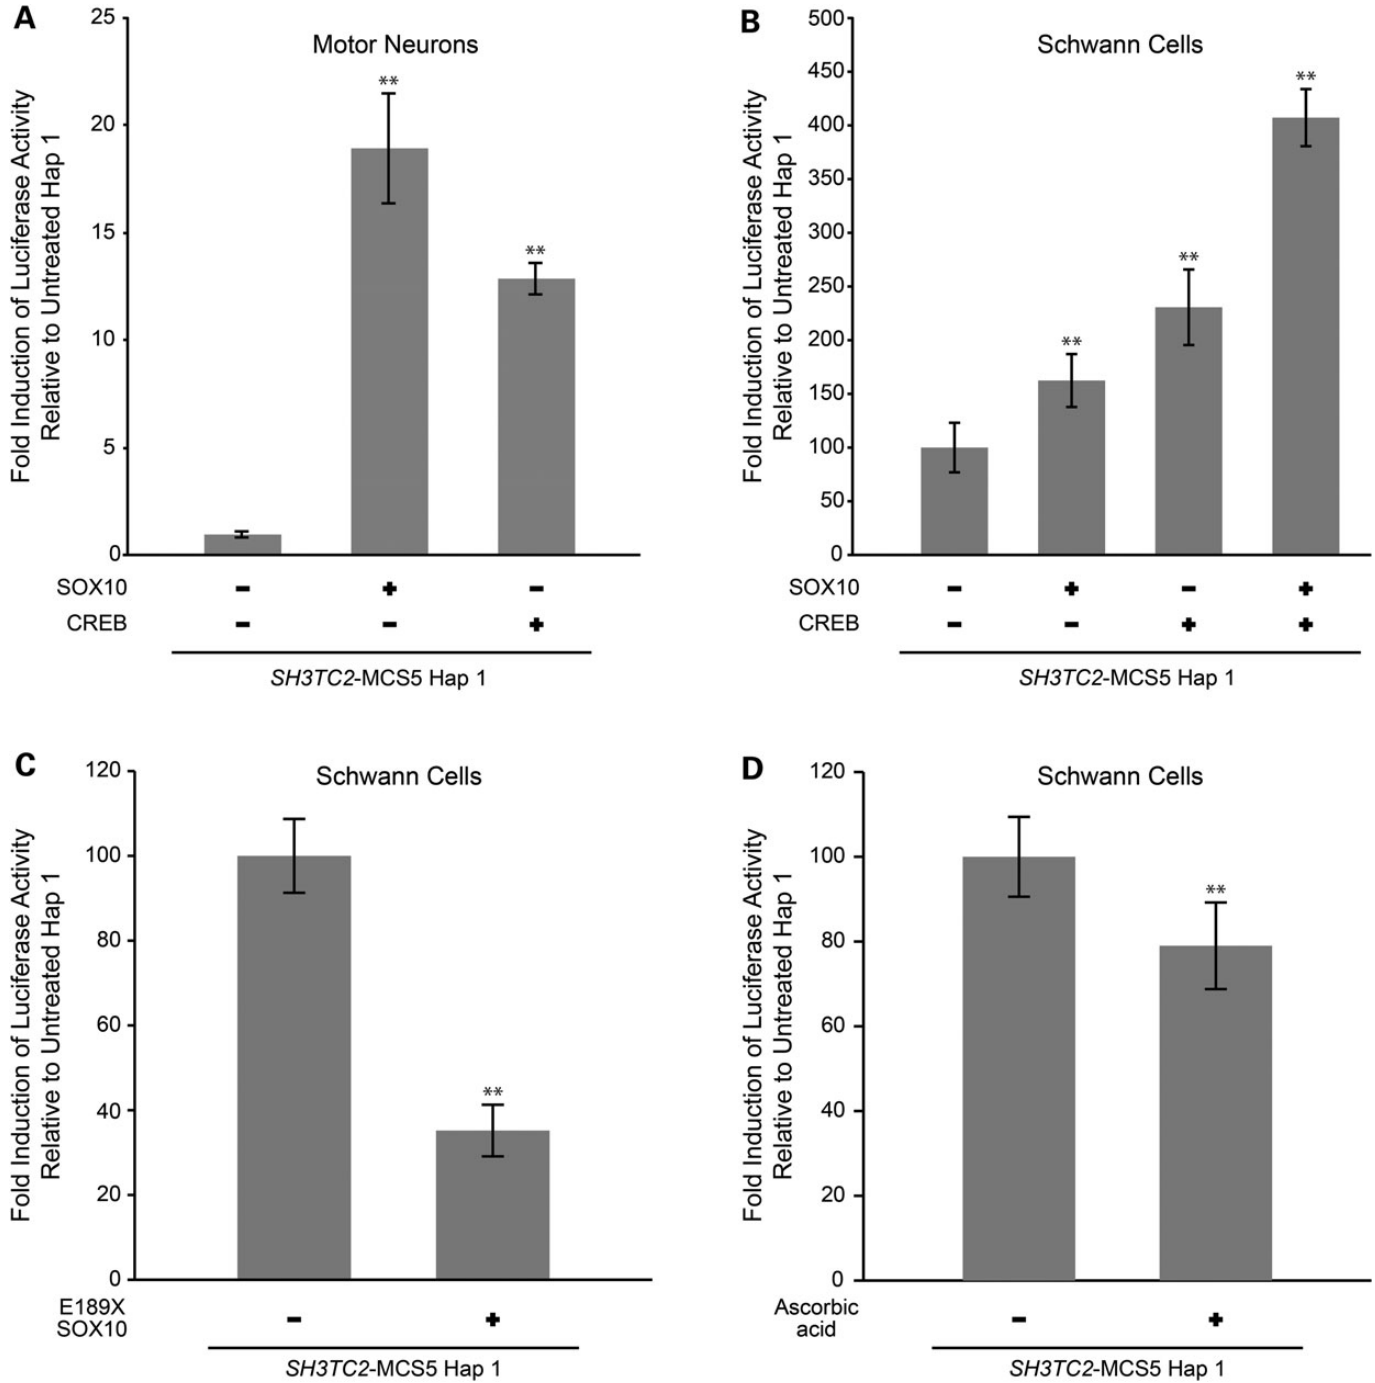 A
Motor Neurons
Fold Induction of Luciferase Activity
Relative to Untreated Hap 1
25
20
15
10
5
0
**
**
SOX10 - + -
CREB - - +
SH3TC2-MCS5 Hap 1
B
Schwann Cells
Fold Induction of Luciferase Activity
Relative to Untreated Hap 1
500
450
400
350
300
250
200
150
100
50
0
**
**
**
SOX10 - + - +
CREB - - + +
SH3TC2-MCS5 Hap 1
C
Schwann Cells
Fold Induction of Luciferase Activity
Relative to Untreated Hap 1
120
100
80
60
40
20
0
**
E189X
SOX10 - +
SH3TC2-MCS5 Hap 1
D
Schwann Cells
Fold Induction of Luciferase Activity
Relative to Untreated Hap 1
120
100
80
60
40
20
0
**
Ascorbic
acid - +
SH3TC2-MCS5 Hap 1